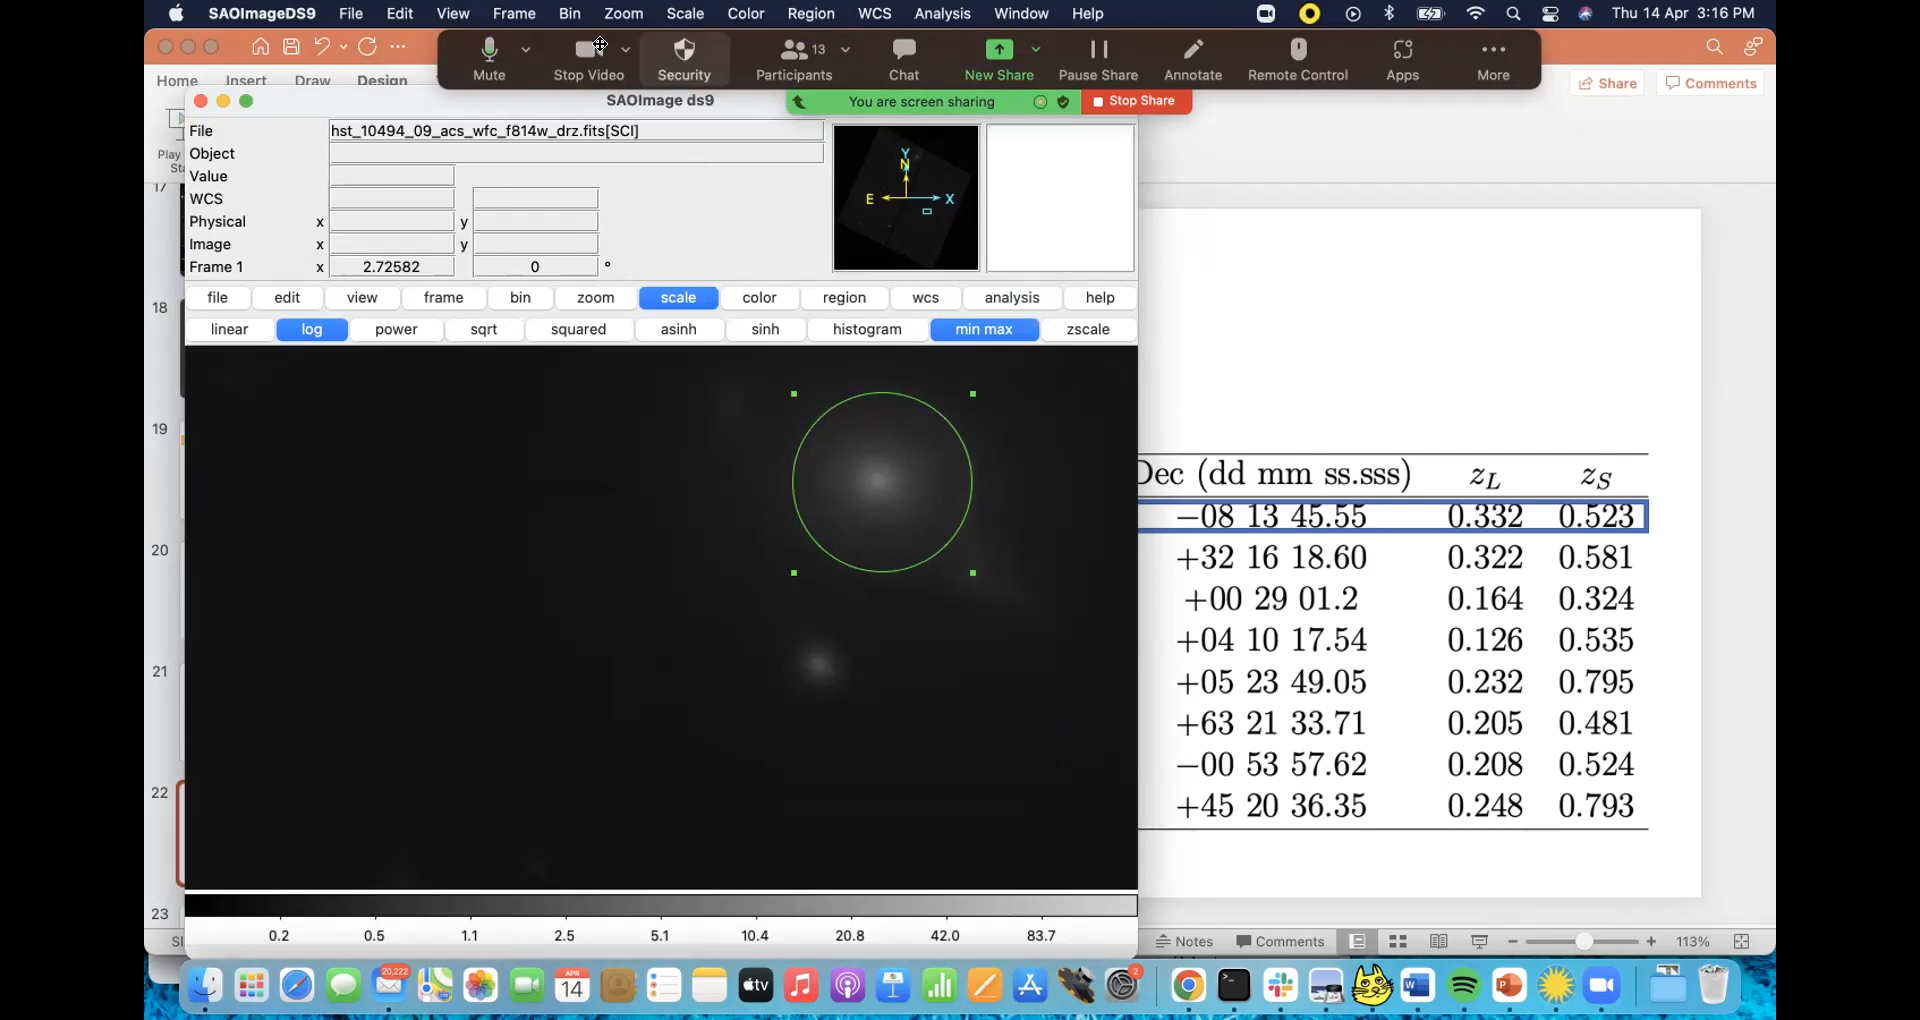 SAOImageDS9 File Edit View Frame Bin Zoom Scale Color Region WCS Analysis Window Help Thu 14 Apr 3:16 PM
Mute Stop Video Security 13 Participants Chat New Share Pause Share Annotate Remote Control Apps More
Home Insert Draw Design Share Comments
SAOImage ds9 You are screen sharing Stop Share
Play
File hst_10494_09_acs_wfc_f814w_drz.fits[SCI]
Object
Value
WCS
Physical x y
Image x y
Frame 1 x 2.72582 0 °
Y
N
E X
file edit view frame bin zoom scale color region wcs analysis help
linear log power sqrt squared asinh sinh histogram min max zscale
17
18
19
20
21
22
23
Dec (dd mm ss.sss) zL zS
−08 13 45.55 0.332 0.523
+32 16 18.60 0.322 0.581
+00 29 01.2 0.164 0.324
+04 10 17.54 0.126 0.535
+05 23 49.05 0.232 0.795
+63 21 33.71 0.205 0.481
−00 53 57.62 0.208 0.524
+45 20 36.35 0.248 0.793
0.2 0.5 1.1 2.5 5.1 10.4 20.8 42.0 83.7
Notes Comments 113%
20,222
APR
14
tv
2
W
P